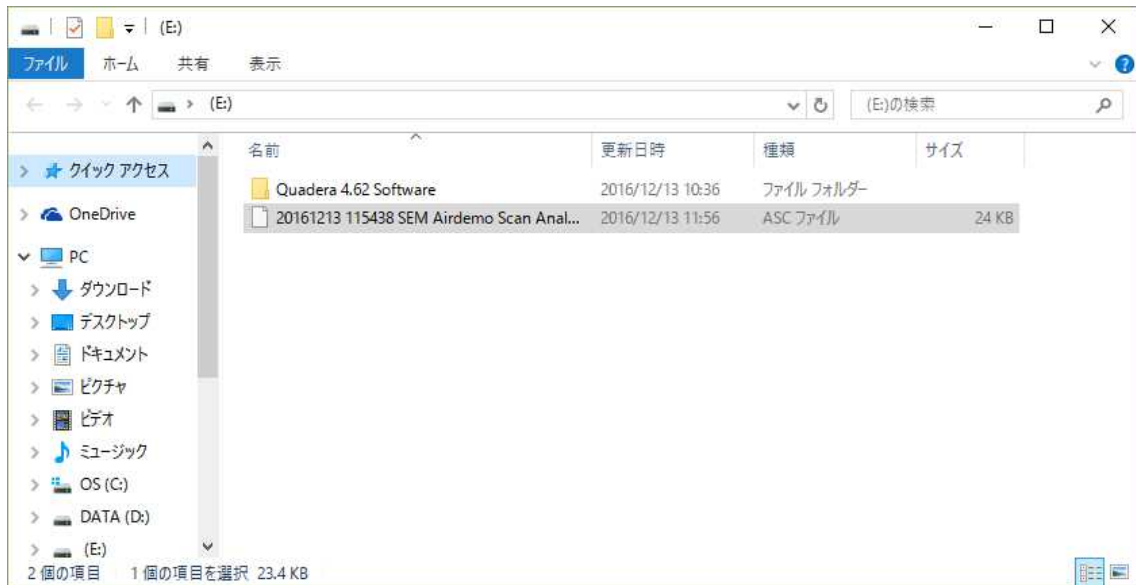 (E:)
ファイル ホーム 共有 表示
(E:) (E:)の検索
名前 更新日時 種類 サイズ
クイック アクセス
Quadera 4.62 Software 2016/12/13 10:36 ファイル フォルダー
OneDrive
20161213 115438 SEM Airdemo Scan Anal... 2016/12/13 11:56 ASC ファイル 24 KB
PC
ダウンロード
デスクトップ
ドキュメント
ピクチャ
ビデオ
ミュージック
OS (C:)
DATA (D:)
(E:)
2 個の項目 1 個の項目を選択 23.4 KB